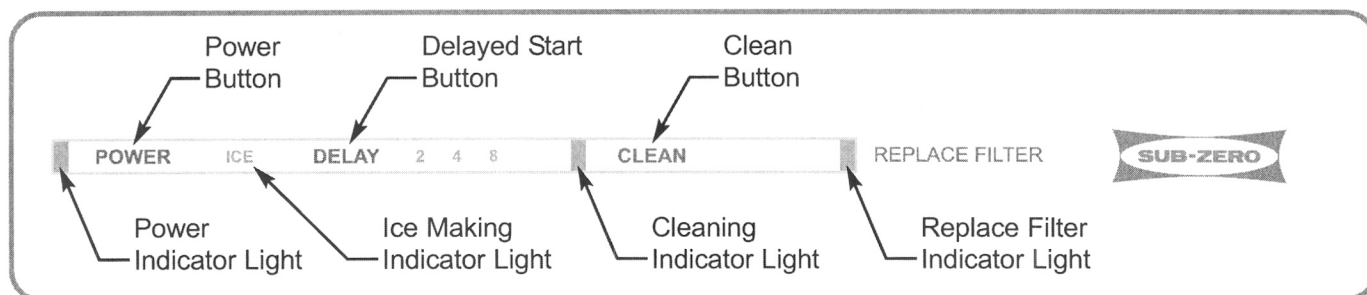 Power
Button
Delayed Start
Button
Clean
Button
POWER ICE DELAY 2 4 8 CLEAN REPLACE FILTER SUB-ZERO
Power
Indicator Light
Ice Making
Indicator Light
Cleaning
Indicator Light
Replace Filter
Indicator Light